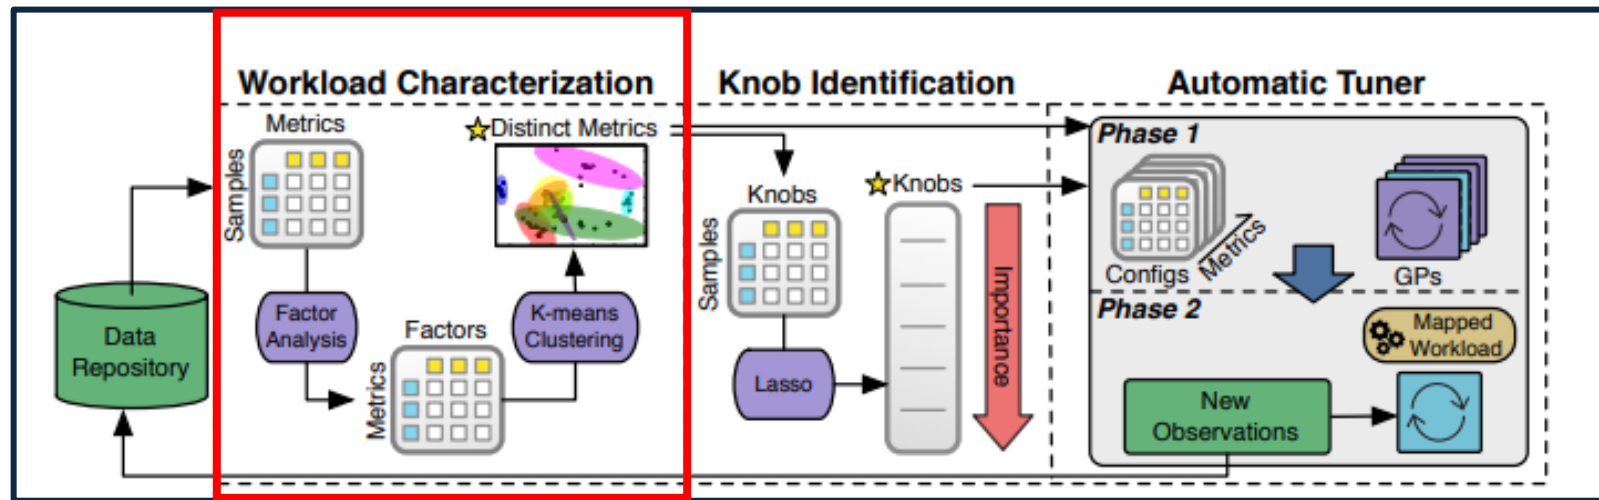 Workload Characterization
Knob Identification
Automatic Tuner
Metrics
Samples
Distinct Metrics
Factor
Analysis
Factors
Metrics
K-means
Clustering
Data
Repository
Knobs
Samples
Lasso
Knobs
Importance
Phase 1
Configs
Metrics
GPs
Phase 2
Mapped
Workload
New
Observations